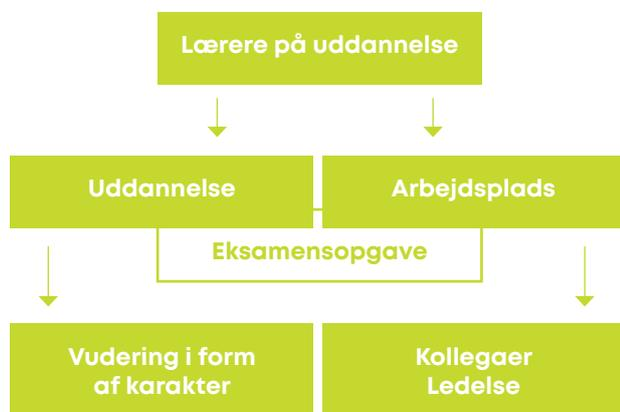 Lærere på uddannelse
Uddannelse
Arbejdsplads
Eksamensopgave
Vudering i form
af karakter
Kollegaer
Ledelse